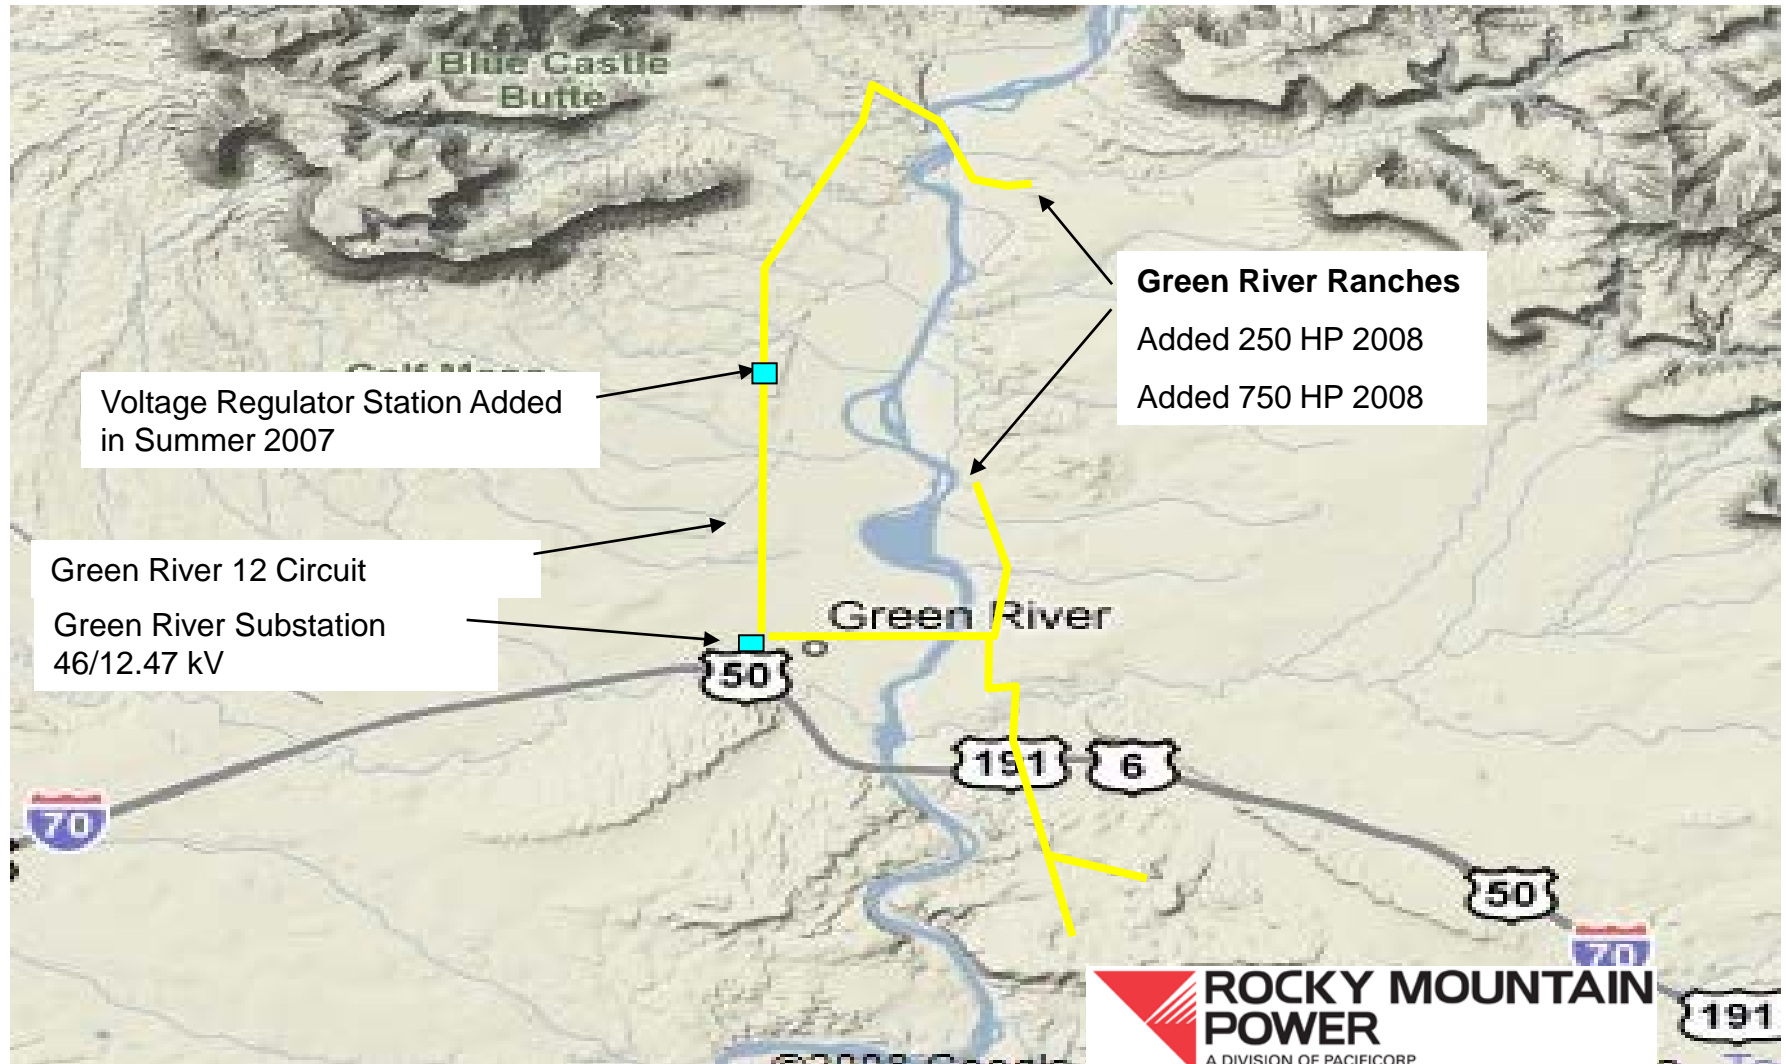 Blue Castle
Butte
Green River Ranches
Added 250 HP 2008
Added 750 HP 2008
Voltage Regulator Station Added
in Summer 2007
Green River 12 Circuit
Green River Substation
46/12.47 kV
Green River
50
191
6
70
50
70
191
ROCKY MOUNTAIN
POWER
A DIVISION OF PACIFICORP
©2008 Google